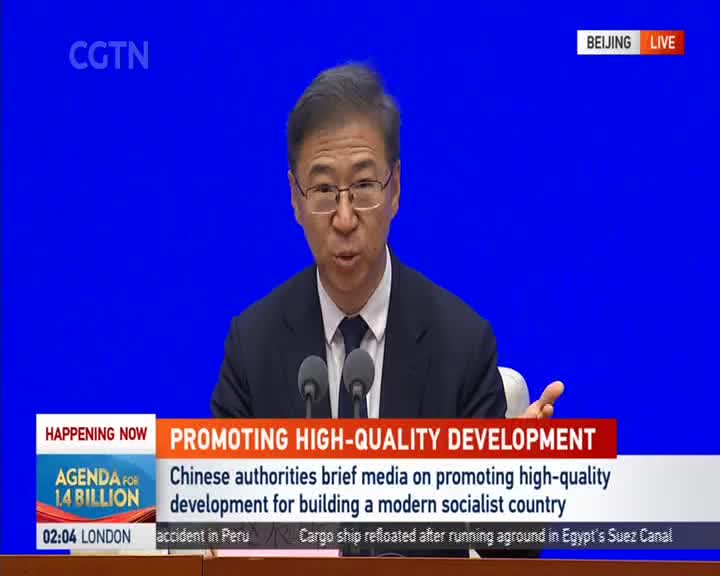 CGTN
BEIJING LIVE
HAPPENING NOW
PROMOTING HIGH-QUALITY DEVELOPMENT
AGENDA FOR
1.4 BILLION
Chinese authorities brief media on promoting high-quality
development for building a modern socialist country
02:04 LONDON
accident in Peru Cargo ship refloated after running aground in Egypt's Suez Canal